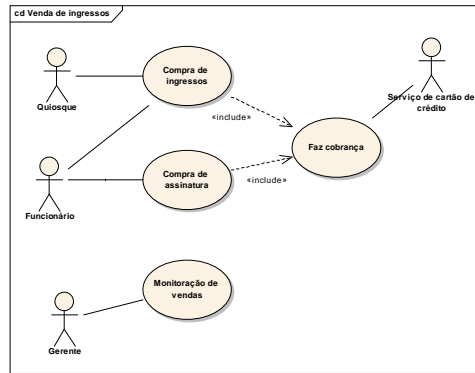 cd Venda de ingressos
Quiosque
Compra de
ingressos
«include»
Serviço de cartão de
crédito
Faz cobrança
Funcionário
Compra de
assinatura
«include»
Monitoração de
vendas
Gerente